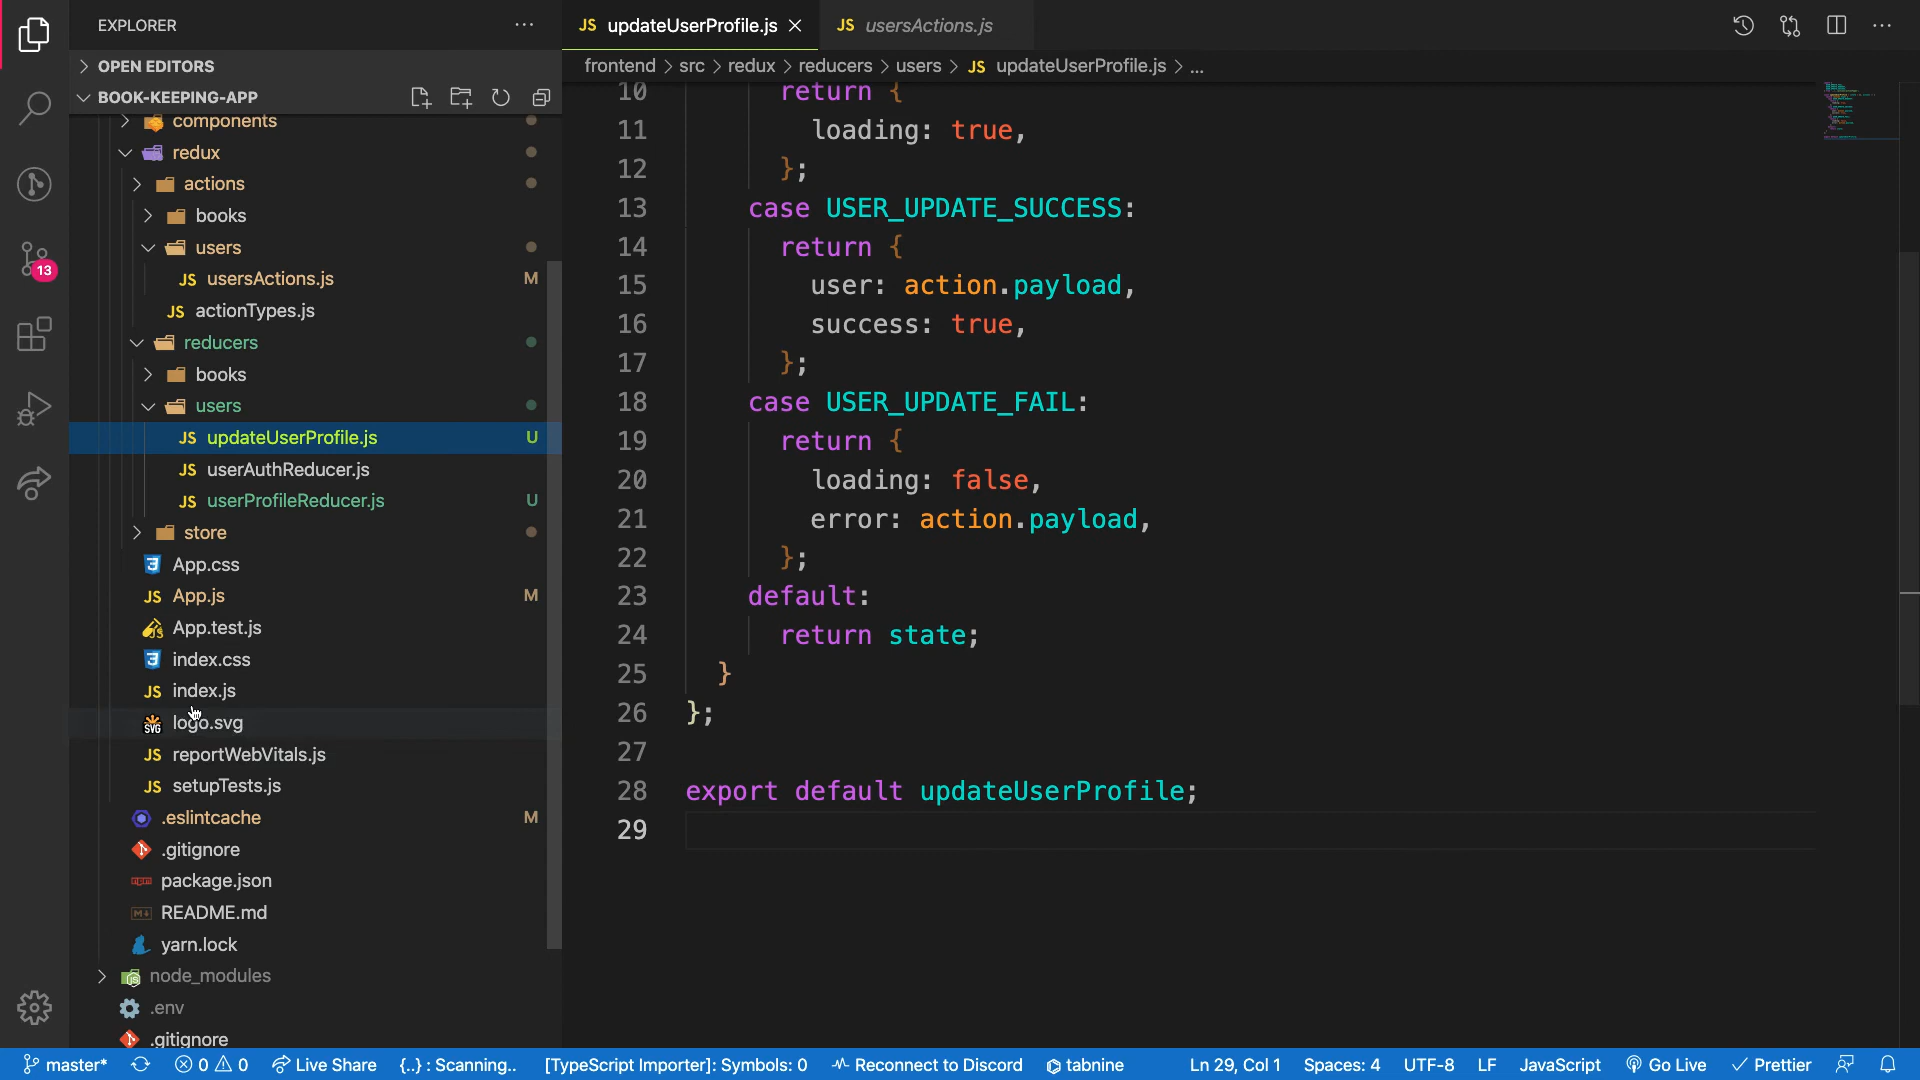 EXPLORER
OPEN EDITORS
BOOK-KEEPING-APP
components
redux
actions
books
users
usersActions.js M
actionTypes.js
reducers
books
users
updateUserProfile.js U
userAuthReducer.js
userProfileReducer.js U
store
App.css
App.js M
App.test.js
index.css
index.js
logo.svg
reportWebVitals.js
setupTests.js
.eslintcache M
.gitignore
package.json
README.md
yarn.lock
node_modules
.env
.gitignore
13
JS updateUserProfile.js
JS usersActions.js
frontend > src > redux > reducers > users > JS updateUserProfile.js > ...
10 return {
11 loading: true,
12 };
13 case USER_UPDATE_SUCCESS:
14 return {
15 user: action.payload,
16 success: true,
17 };
18 case USER_UPDATE_FAIL:
19 return {
20 loading: false,
21 error: action.payload,
22 };
23 default:
24 return state;
25 }
26 };
27
28 export default updateUserProfile;
29
master* 0 0 Live Share {..} : Scanning.. [TypeScript Importer]: Symbols: 0 Reconnect to Discord tabnine Ln 29, Col 1 Spaces: 4 UTF-8 LF JavaScript Go Live Prettier